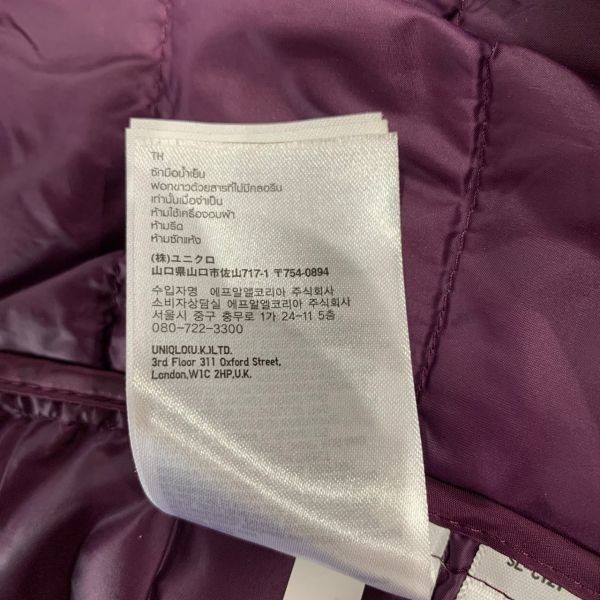 TH
ซักมือน้ำเย็น
ฟอกขาวด้วยสารที่ไม่มีคลอรีน
เท่านั้นเมื่อจำเป็น
ห้ามใช้เครื่องอบผ้า
ห้ามรีด
ห้ามซักแห้ง
(株)ユニクロ
山口県山口市佐山717-1 〒754-0894
수입자명 에프알엘코리아 주식회사
소비자상담실 에프알엘코리아 주식회사
서울시 중구 충무로 1가 24-11 5층
080-722-3300
UNIQLO(U.K.)LTD.
3rd Floor 311 Oxford Street,
London,W1C 2HP,U.K.